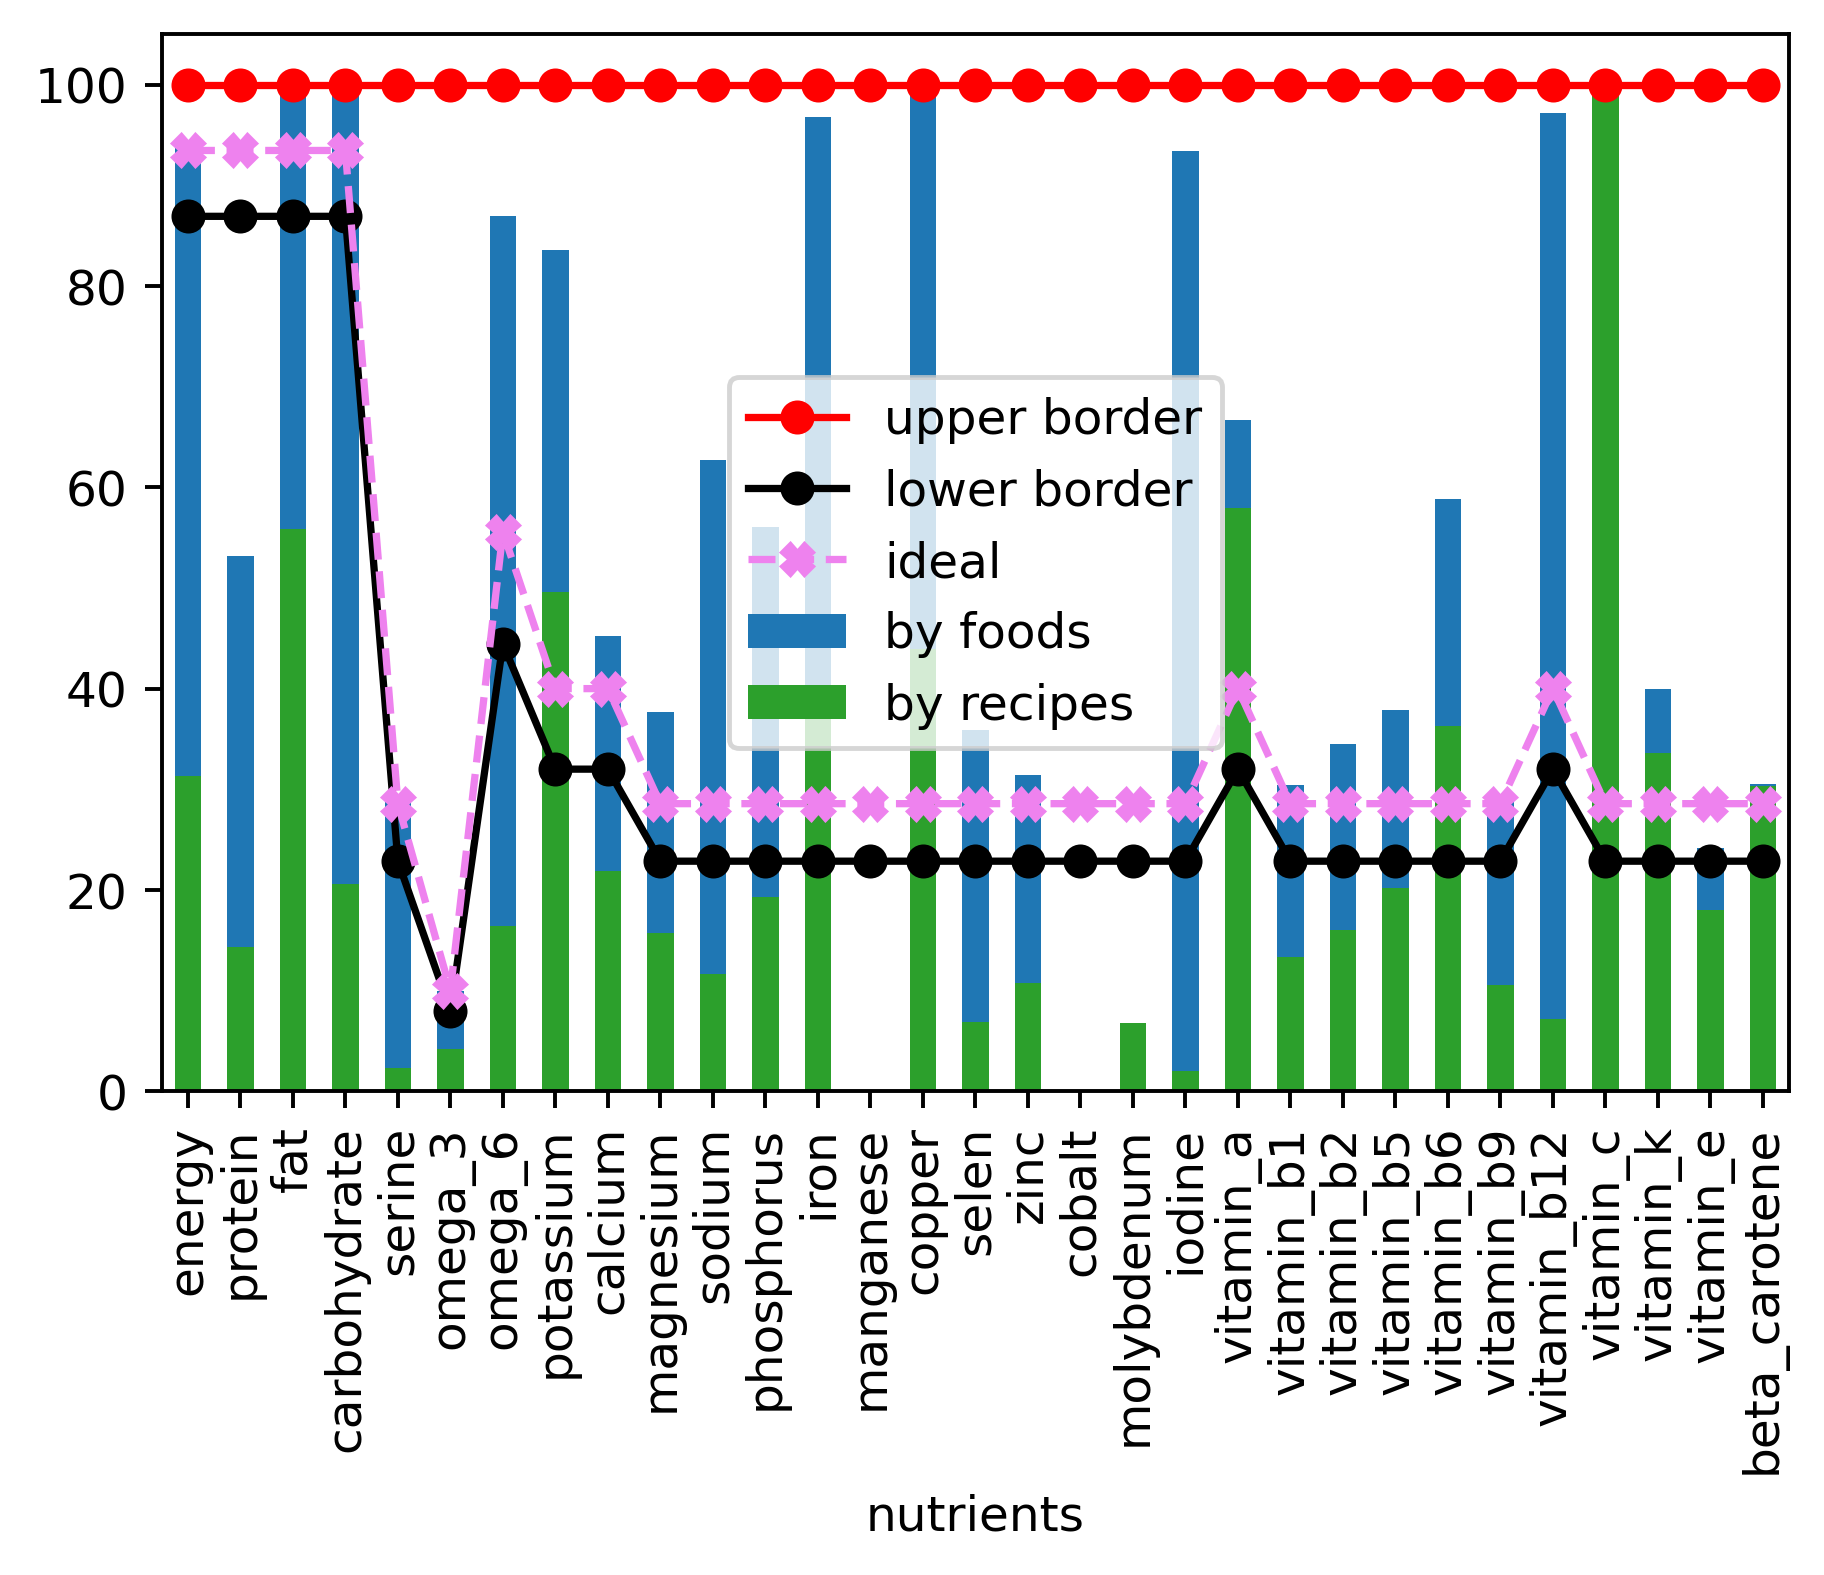 100
80
60
40
20
0
upper border
lower border
ideal
by foods
by recipes
energy
protein
fat
carbohydrate
serine
omega_3
omega_6
potassium
calcium
magnesium
sodium
phosphorus
iron
manganese
copper
selen
zinc
cobalt
molybdenum
iodine
vitamin_a
vitamin_b1
vitamin_b2
vitamin_b5
vitamin_b6
vitamin_b9
vitamin_b12
vitamin_c
vitamin_k
vitamin_e
beta_carotene
nutrients